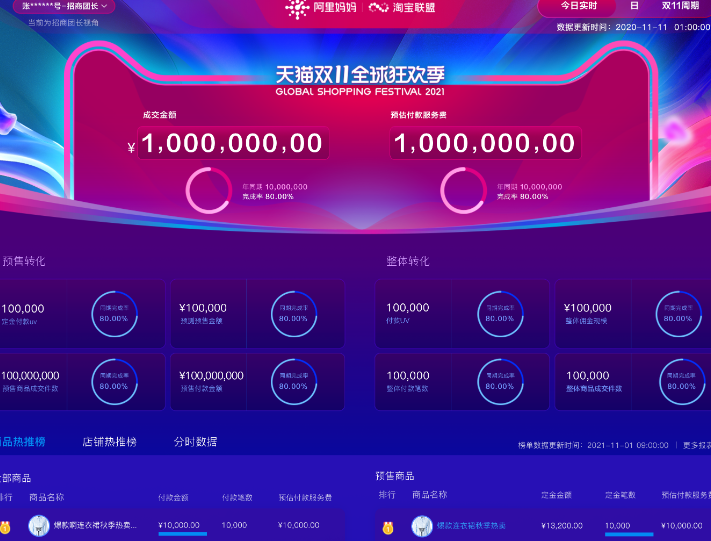 账******号-招商团长
阿里妈妈 淘宝联盟
今日实时 日 双11周期
当前为招商团长视角
数据更新时间：2020-11-11 01:00:00
天猫双11全球狂欢季
GLOBAL SHOPPING FESTIVAL 2021
成交金额 预估付款服务费
¥ 1,000,000,00 1,000,000,00
年同期 10,000,000 年同期 10,000,000
完成率 80.00% 完成率 80.00%
预售转化 整体转化
100,000 同期完成率 ¥100,000 同期完成率 100,000 同期完成率 ¥100,000 同期完成率
定金付款uv 80.00% 预测预售金额 80.00% 付款UV 80.00% 整体佣金规模 80.00%
100,000,000 同期完成率 ¥100,000,000 同期完成率 100,000 同期完成率 100,000 同期完成率
预售商品成交件数 80.00% 预售付款金额 80.00% 整体付款笔数 80.00% 整体商品成交件数 80.00%
品热推榜 店铺热推榜 分时数据 榜单数据更新时间：2021-11-01 09:00:00 更多报表
全部商品 预售商品
排行 商品名称 付款金额 付款笔数 预估付款服务费 排行 商品名称 定金金额 定金笔数 预估付款服务费
爆款刷连衣裙秋季热卖... ¥10,000.00 10,000 ¥10,000.00 爆款连衣裙秋季热卖 ¥13,200.00 10,000 ¥10,000.00